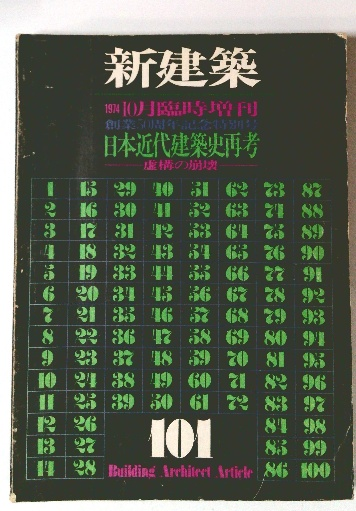 新建築
1974 10月臨時増刊
創業50周年記念特別号
日本近代建築史再考
虚構の崩壊
1 15 29 40 51 62 73 87
2 16 30 41 52 63 74 88
3 17 31 42 53 64 75 89
4 18 32 43 54 65 76 90
5 19 33 44 55 66 77 91
6 20 34 45 56 67 78 92
7 21 35 46 57 68 79 93
8 22 36 47 58 69 80 94
9 23 37 48 59 70 81 95
10 24 38 49 60 71 82 96
11 25 39 50 61 72 83 97
12 26 84 98
13 27 85 99
14 28 86 100
101
Building Architect Article